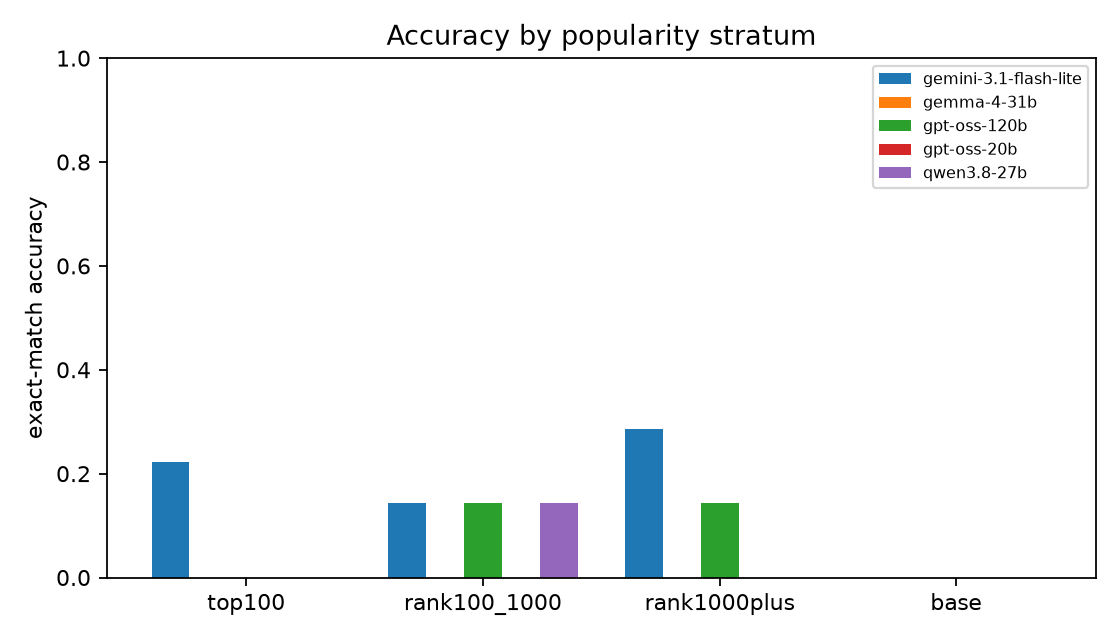 Accuracy by popularity stratum
gemini-3.1-flash-lite
gemma-4-31b
gpt-oss-120b
gpt-oss-20b
qwen3.8-27b
exact-match accuracy
1.0
0.8
0.6
0.4
0.2
0.0
top100
rank100_1000
rank1000plus
base